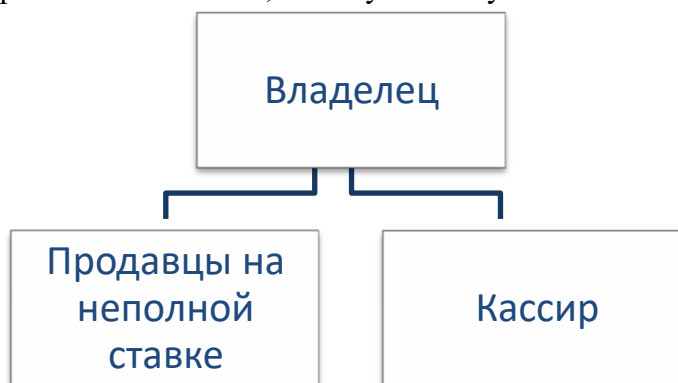 Владелец
Продавцы на
неполной
ставке
Кассир